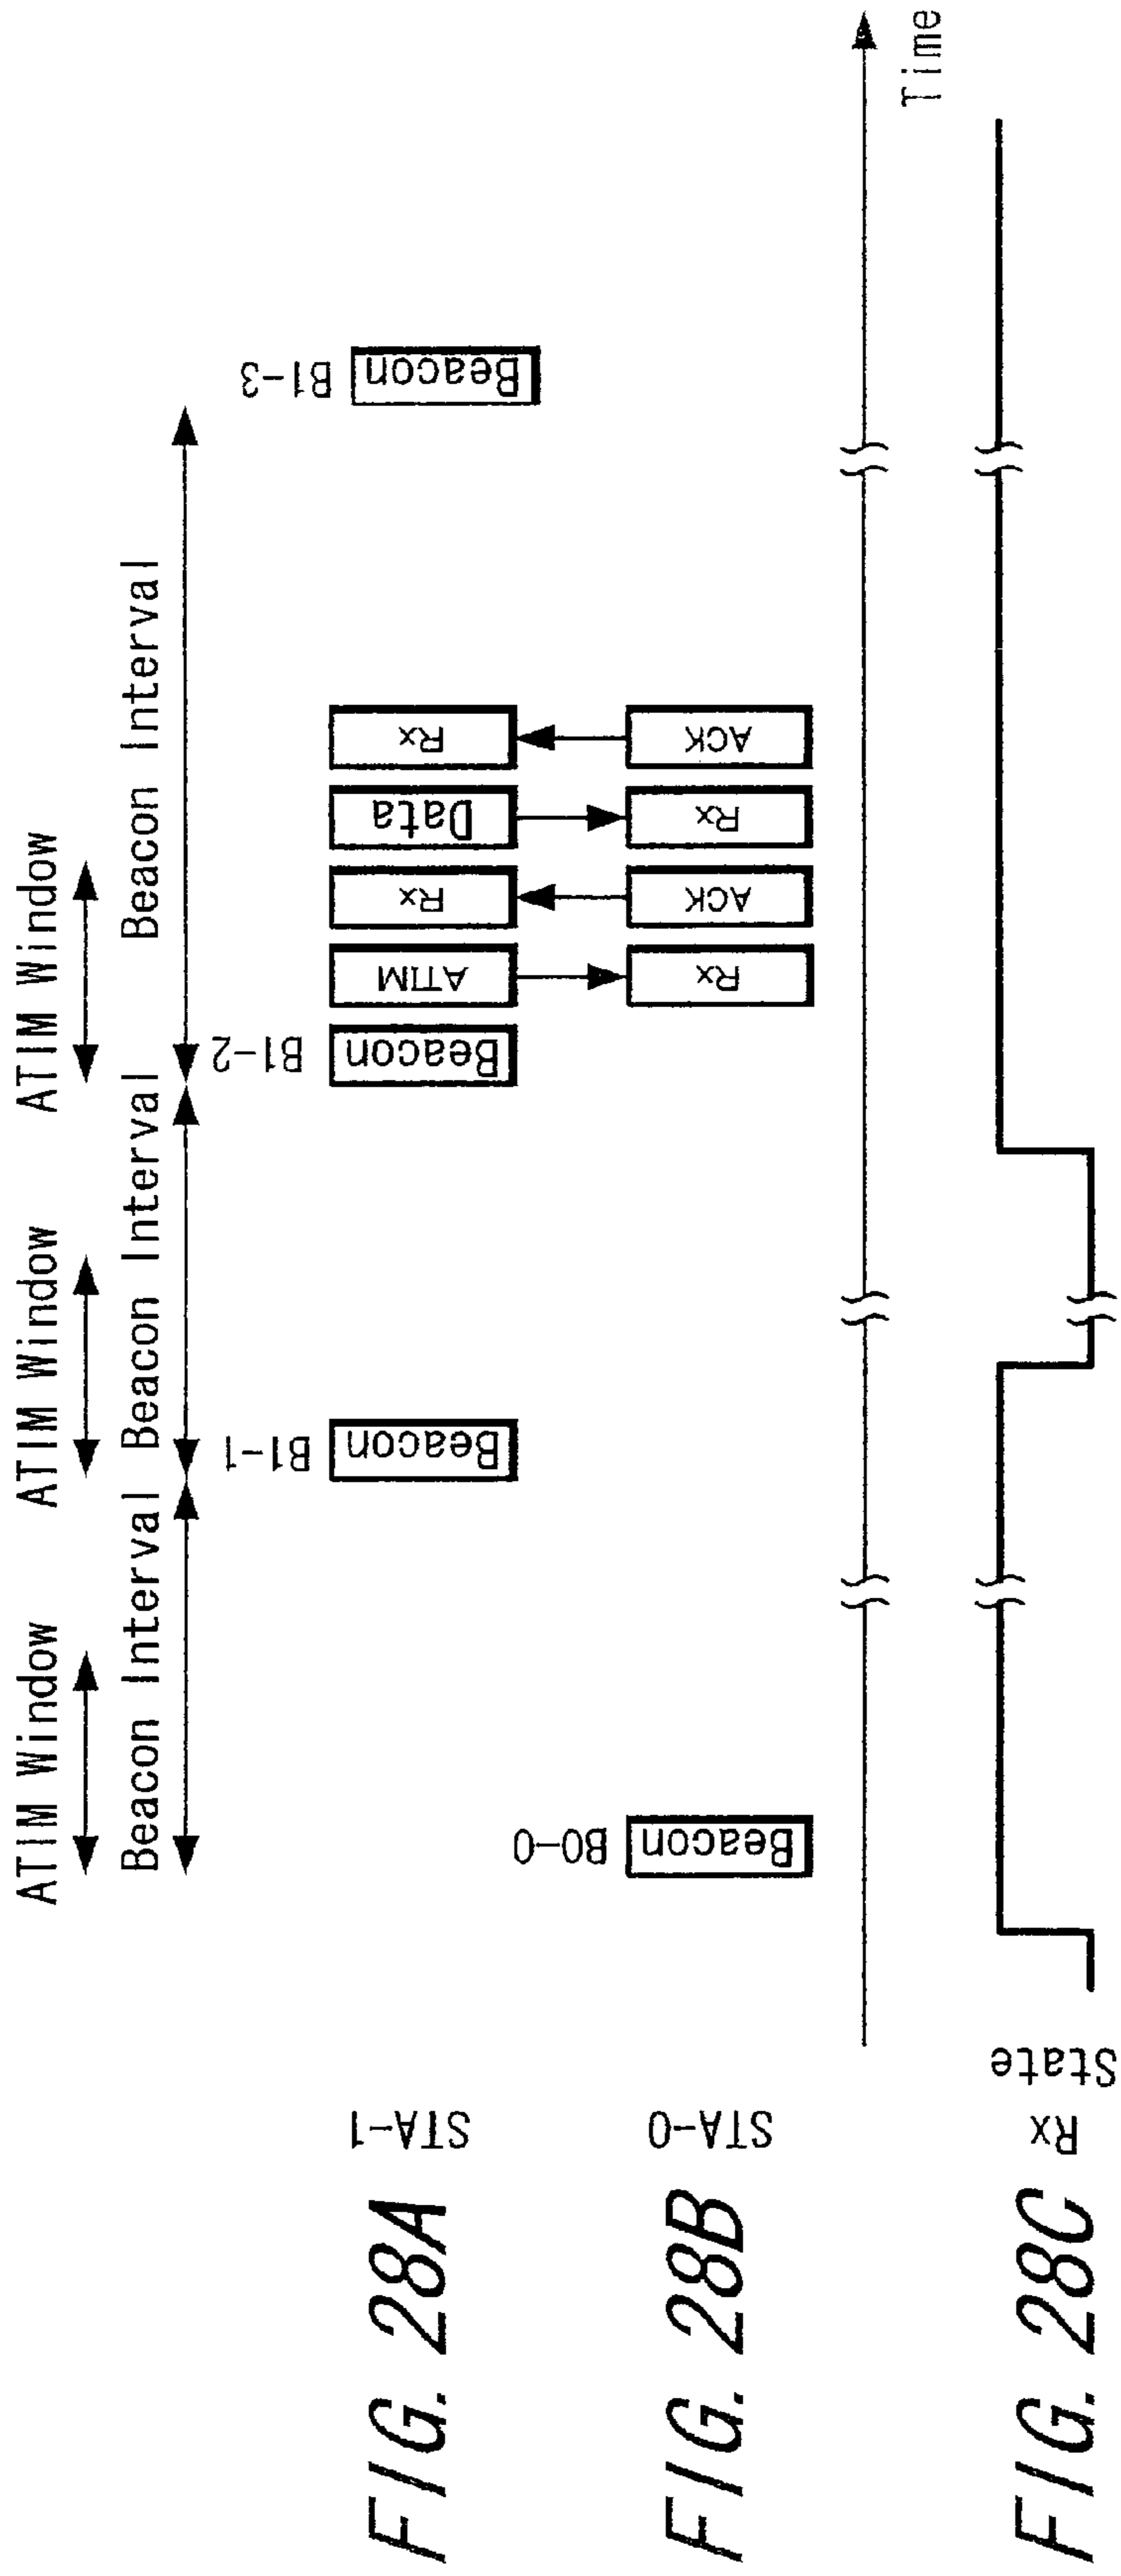 ATIM Window
ATIM Window
ATIM Window
Beacon Interval
Beacon Interval
Beacon Interval
FIG. 28A
STA-1
B1-1
Beacon
B1-2
Beacon
ATIM
Rx
Data
Rx
B1-3
Beacon
FIG. 28B
STA-0
B0-0
Beacon
Rx
ACK
Rx
ACK
Time
FIG. 28C
Rx
State